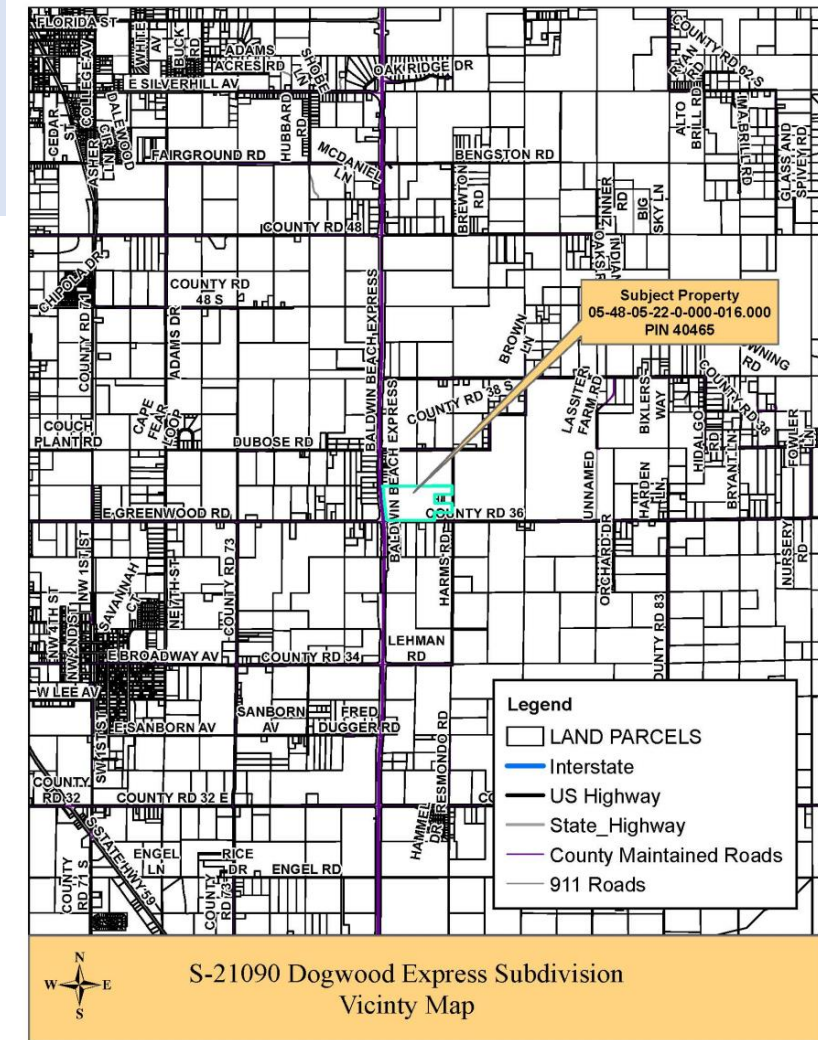 FLORIDA ST
COLLEGE AV
WHITE AV
BUCK RD
ADAMS ACRES RD
SHOEE LN
OAK RIDGE DR
RYAN RD
COUNTY RD 62 S
E SILVERHILL AV
CEDAR ST
ASHER LN
DALEWOOD CIR
HUBBARD RD
ALTO BRILL RD
IMA BRILL RD
GLASS AND SPIVEY RD
FAIRGROUND RD
MCDANIEL LN
BENGSTON RD
BREWTON RD
ZINNER RD
BIG SKY LN
COUNTY RD 48
CHIPOLA DR
COUNTY RD 48 S
COUNTY RD 71
ADAMS DR
BALDWIN BEACH EXPRESS
Subject Property
05-48-05-22-0-000-016.000
PIN 40465
BROWN LN
COUNTY RD 38 S
LASSITER FARM RD
BIXLERS WAY
COUNTY RD 38
COUCH PLANT RD
CAPE FEAR LOOP
DUBOSE RD
BALDWIN BEACH EXPRESS
HIDALGO RD
BRYANT LN
FOWLER LN
UNNAMED
HARDEN LN
E GREENWOOD RD
COUNTY RD 36
NW 1ST ST
NW 4TH ST
NW 2ND ST
SAVANNAH CT
NE 7TH ST
COUNTY RD 73
HARMS RD
ORCHARD DR
NURSERY RD
E BROADWAY AV
COUNTY RD 34
LEHMAN RD
W LEE AV
SW 1ST ST
E SANBORN AV
SANBORN AV
FRED DUGGER RD
RESMONDO RD
COUNTY RD 32
COUNTY RD 32 E
HAMMEL DR
S STATE HWY 59
COUNTY RD 71 S
ENGEL LN
RICE DR
COUNTY RD 73
ENGEL RD
Legend
LAND PARCELS
Interstate
US Highway
State_Highway
County Maintained Roads
911 Roads
N
W E
S
S-21090 Dogwood Express Subdivision
Vicinty Map